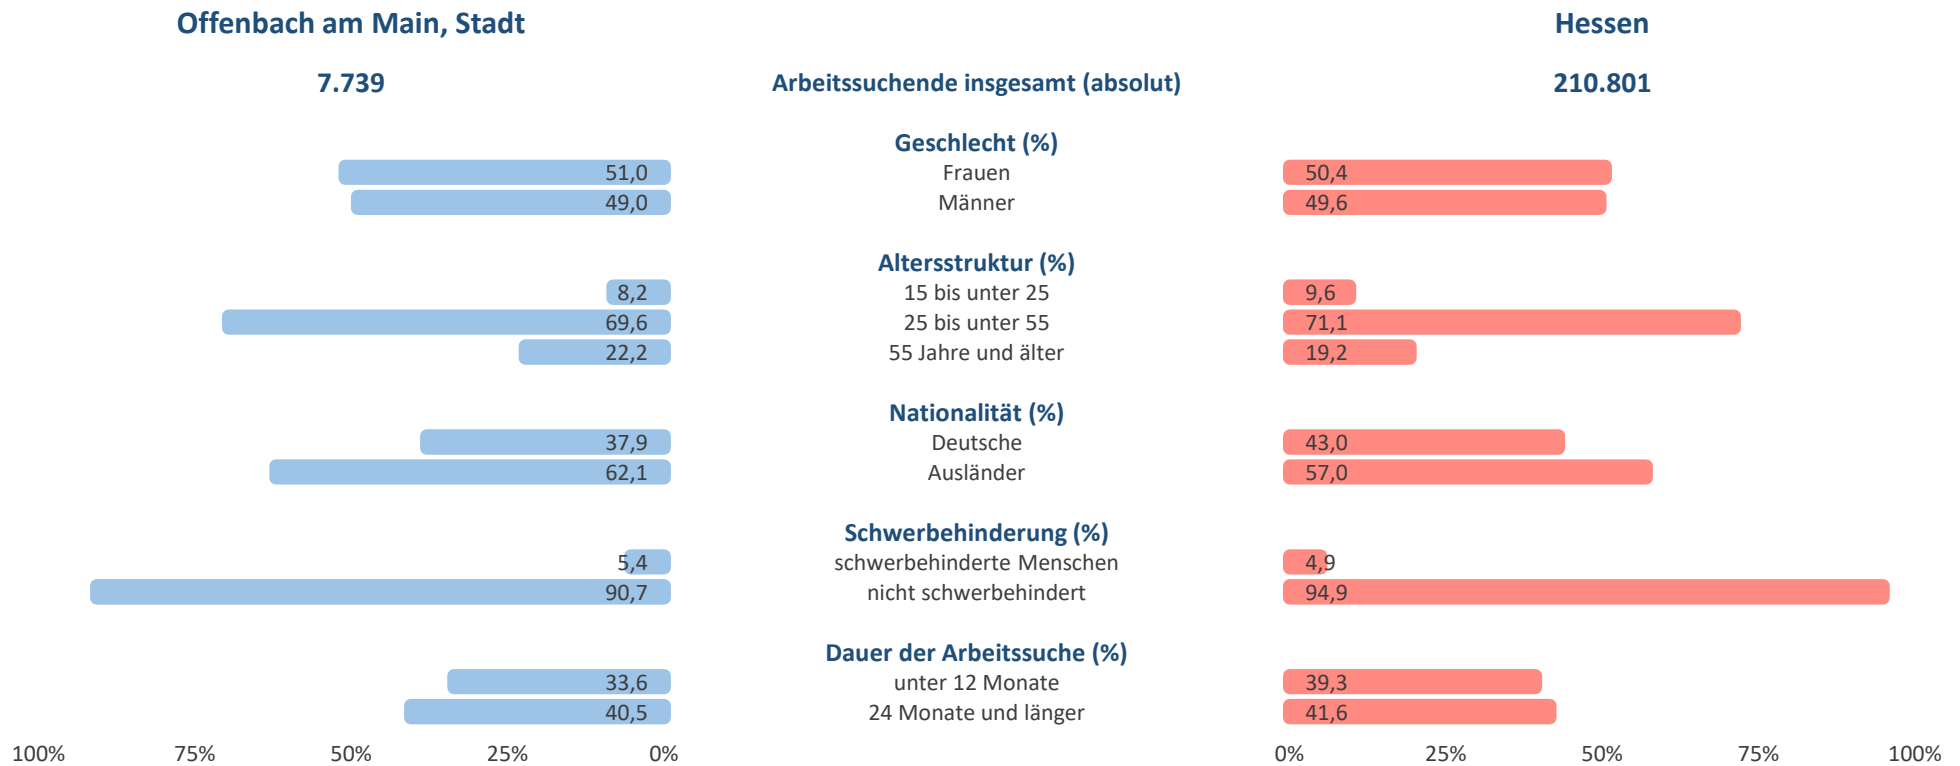 Offenbach am Main, Stadt Hessen
7.739 Arbeitssuchende insgesamt (absolut) 210.801
Geschlecht (%)
51,0 Frauen 50,4
49,0 Männer 49,6
Altersstruktur (%)
8,2 15 bis unter 25 9,6
69,6 25 bis unter 55 71,1
22,2 55 Jahre und älter 19,2
Nationalität (%)
37,9 Deutsche 43,0
62,1 Ausländer 57,0
Schwerbehinderung (%)
5,4 schwerbehinderte Menschen 4,9
90,7 nicht schwerbehindert 94,9
Dauer der Arbeitssuche (%)
33,6 unter 12 Monate 39,3
40,5 24 Monate und länger 41,6
100% 75% 50% 25% 0% 0% 25% 50% 75% 100%